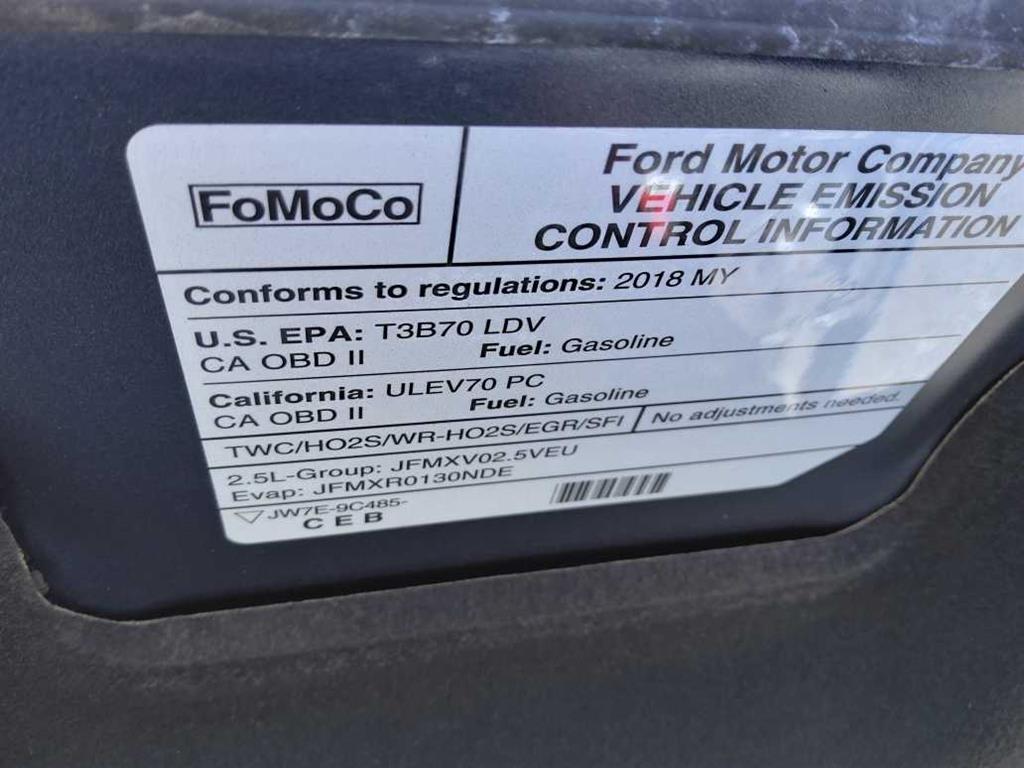 FoMoCo
Ford Motor Company
VEHICLE EMISSION
CONTROL INFORMATION
Conforms to regulations: 2018 MY
U.S. EPA: T3B70 LDV
CA OBD II Fuel: Gasoline
California: ULEV70 PC
CA OBD II Fuel: Gasoline
TWC/HO2S/WR-HO2S/EGR/SFI No adjustments needed.
2.5L-Group: JFMXV02.5VEU
Evap: JFMXR0130NDE
JW7E-9C485-
C E B